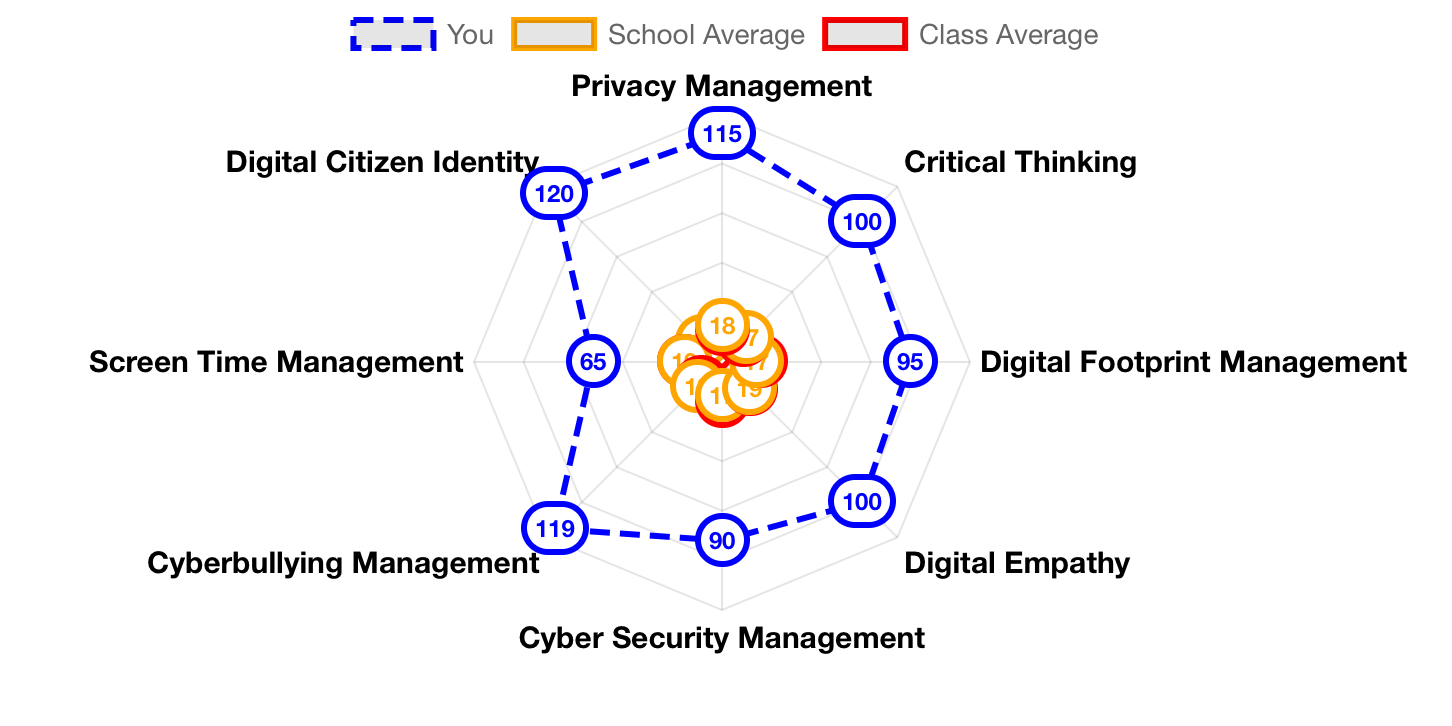 You School Average Class Average
Privacy Management
115
Digital Citizen Identity
Critical Thinking
120
100
18
Screen Time Management
65
95
Digital Footprint Management
19
119
90
100
Cyberbullying Management
Digital Empathy
Cyber Security Management